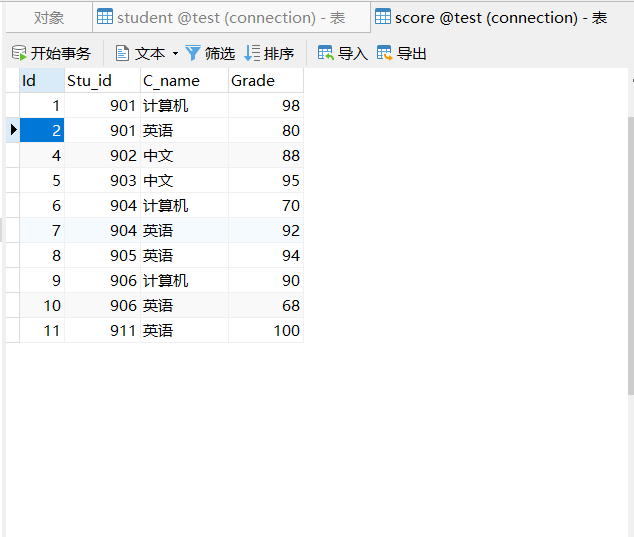 对象 student @test (connection) - 表 score @test (connection) - 表
开始事务 文本 筛选 排序 导入 导出
Id Stu_id C_name Grade
1 901 计算机 98
2 901 英语 80
4 902 中文 88
5 903 中文 95
6 904 计算机 70
7 904 英语 92
8 905 英语 94
9 906 计算机 90
10 906 英语 68
11 911 英语 100